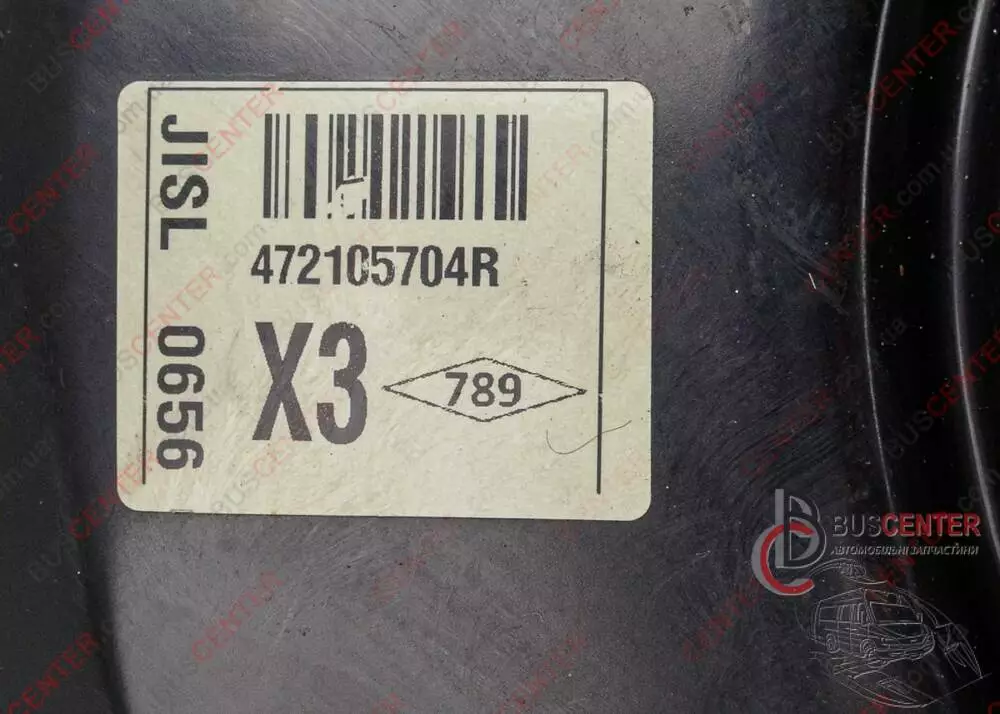 JISL 0656
472105704R
X3
789
BUSCENTER
АВТОМОБІЛЬНІ ЗАПЧАСТИНИ